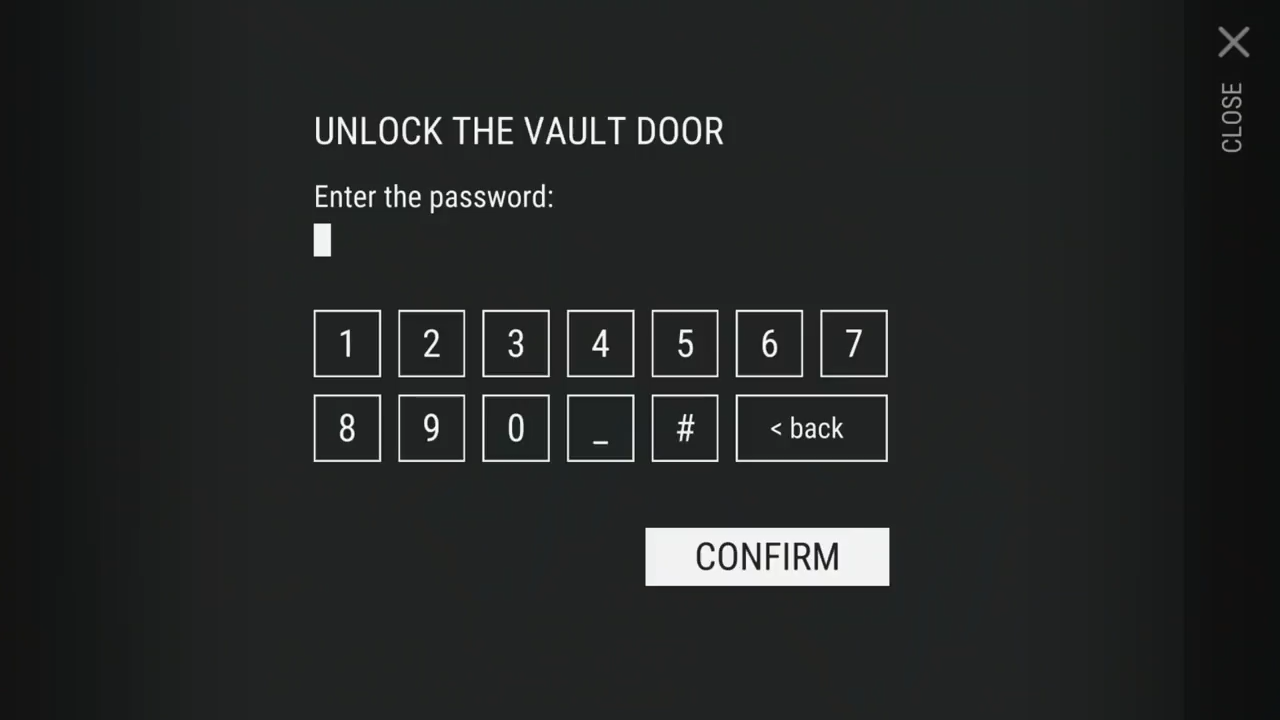 CLOSE
UNLOCK THE VAULT DOOR
Enter the password:
1 2 3 4 5 6 7
8 9 0 _ # < back
CONFIRM